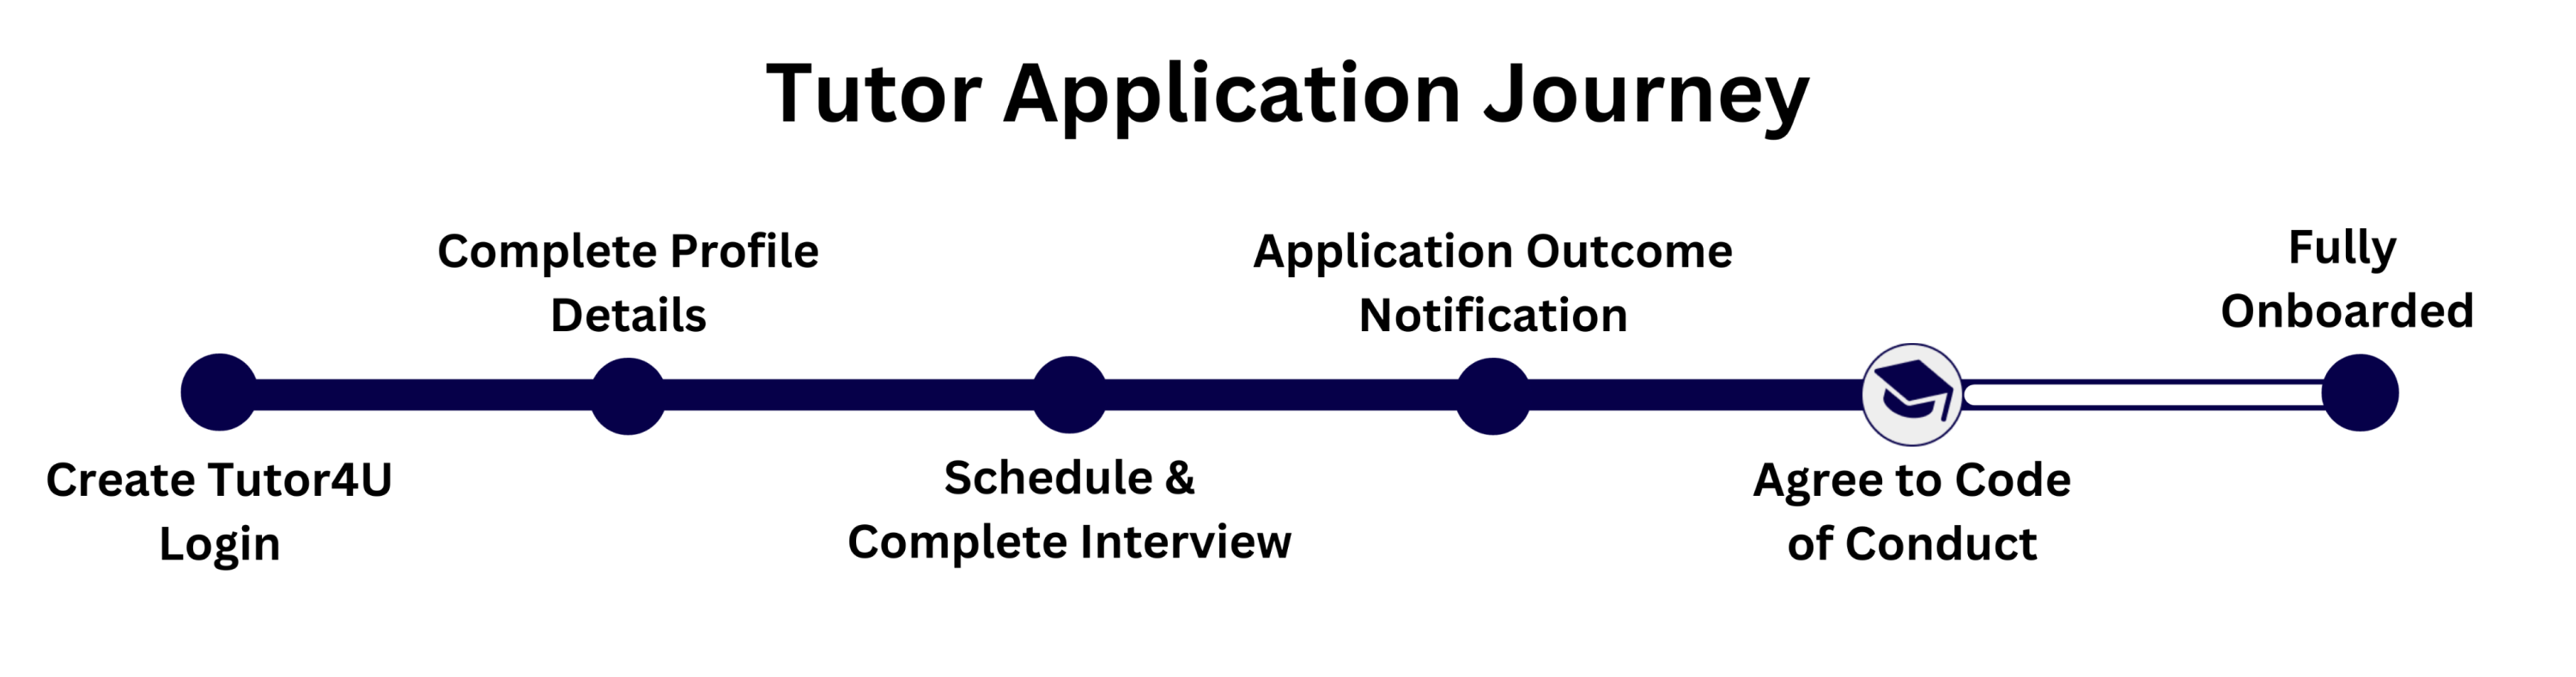 Tutor Application Journey
Create Tutor4U
Login
Complete Profile
Details
Schedule &
Complete Interview
Application Outcome
Notification
Agree to Code
of Conduct
Fully
Onboarded